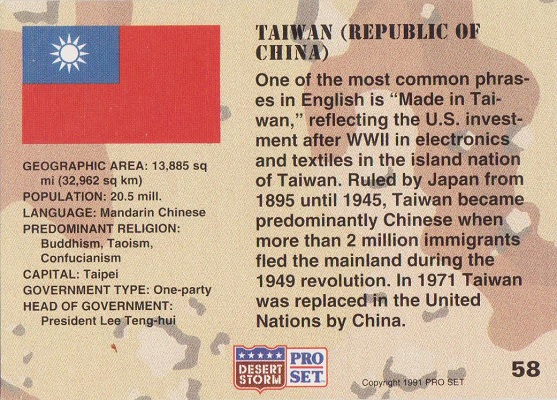 TAIWAN (REPUBLIC OF
CHINA)
GEOGRAPHIC AREA: 13,885 sq
mi (32,962 sq km)
POPULATION: 20.5 mill.
LANGUAGE: Mandarin Chinese
PREDOMINANT RELIGION:
Buddhism, Taoism,
Confucianism
CAPITAL: Taipei
GOVERNMENT TYPE: One-party
HEAD OF GOVERNMENT:
President Lee Teng-hui
One of the most common phras-
es in English is “Made in Tai-
wan,” reflecting the U.S. invest-
ment after WWII in electronics
and textiles in the island nation
of Taiwan. Ruled by Japan from
1895 until 1945, Taiwan became
predominantly Chinese when
more than 2 million immigrants
fled the mainland during the
1949 revolution. In 1971 Taiwan
was replaced in the United
Nations by China.
DESERT
STORM
PRO
SET
Copyright 1991 PRO SET
58